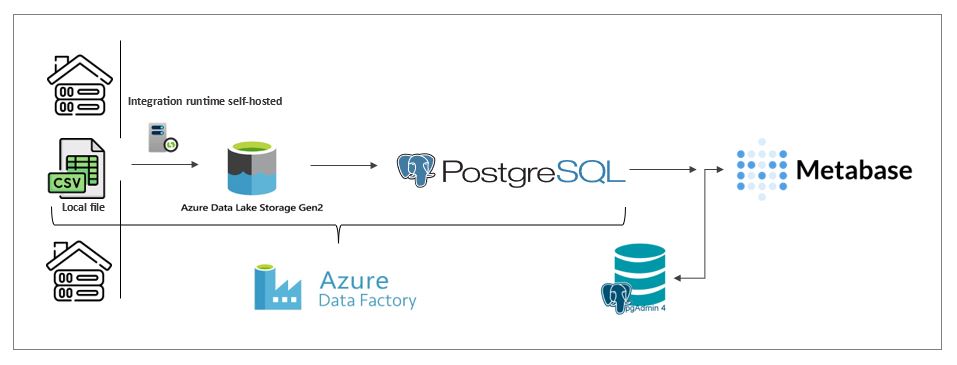 Integration runtime self-hosted
CSV
Local file
Azure Data Lake Storage Gen2
PostgreSQL
Metabase
Azure
Data Factory
pgAdmin 4